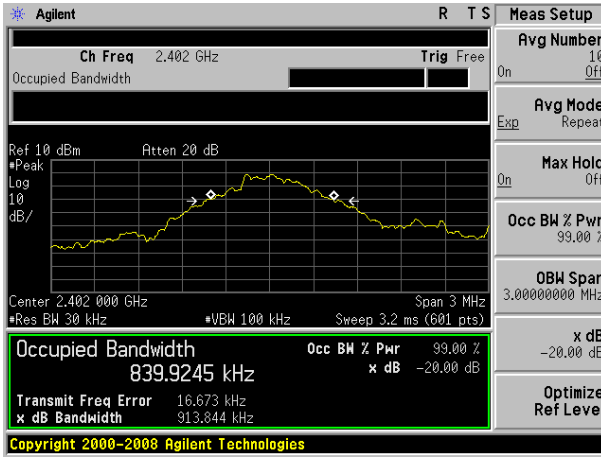 Agilent R T S
Ch Freq 2.402 GHz Trig Free
Occupied Bandwidth
Ref 10 dBm Atten 20 dB
#Peak
Log
10
dB/
Center 2.402 000 GHz Span 3 MHz
#Res BW 30 kHz #VBW 100 kHz Sweep 3.2 ms (601 pts)
Occupied Bandwidth Occ BW % Pwr 99.00 %
839.9245 kHz x dB -20.00 dB
Transmit Freq Error 16.673 kHz
x dB Bandwidth 913.844 kHz
Copyright 2000-2008 Agilent Technologies
Meas Setup
Avg Number
10
On Off
Avg Mode
Exp Repeat
Max Hold
On Off
Occ BW % Pwr
99.00 %
OBW Span
3.00000000 MHz
x dB
-20.00 dB
Optimize
Ref Level